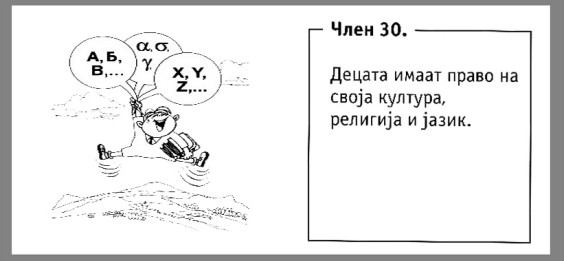 А, Б,
В,...
α, σ,
γ,
X, Y,
Z,...
Член 30.
Децата имаат право на
своја култура,
религија и јазик.